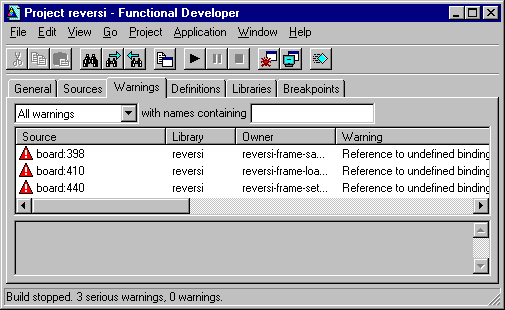 Project reversi - Functional Developer
File Edit View Go Project Application Window Help
General Sources Warnings Definitions Libraries Breakpoints
All warnings with names containing
Source Library Owner Warning
board:398 reversi reversi-frame-sa... Reference to undefined binding
board:410 reversi reversi-frame-loa... Reference to undefined binding
board:440 reversi reversi-frame-set... Reference to undefined binding
Build stopped. 3 serious warnings, 0 warnings.